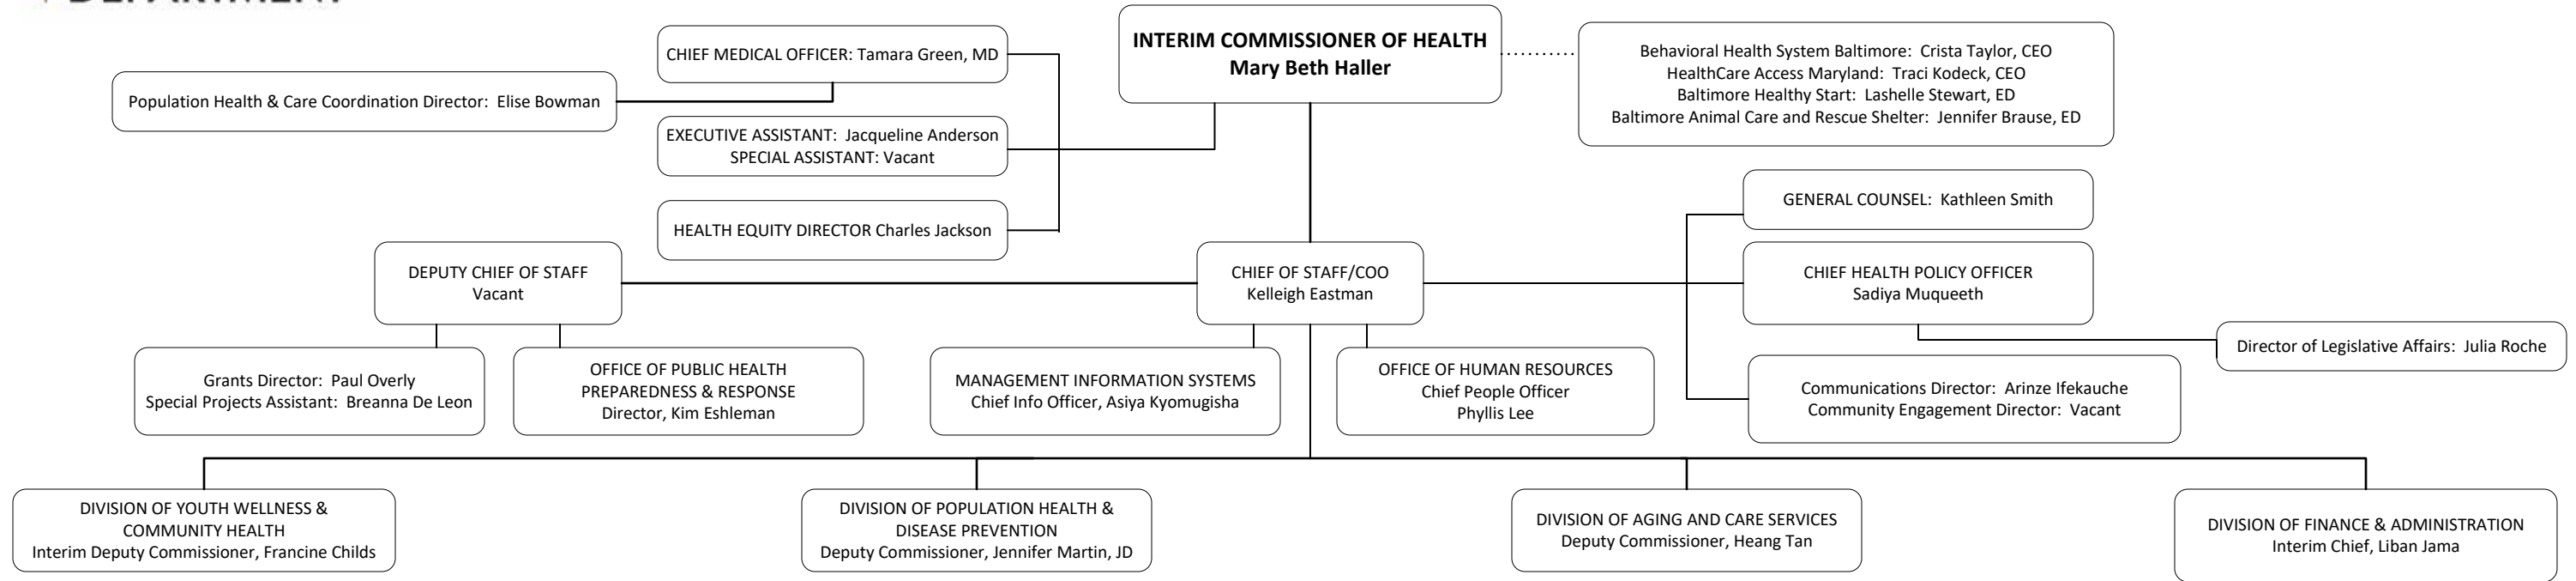 DEPARTMENT
INTERIM COMMISSIONER OF HEALTH
Mary Beth Haller
CHIEF MEDICAL OFFICER: Tamara Green, MD
Population Health & Care Coordination Director: Elise Bowman
EXECUTIVE ASSISTANT: Jacqueline Anderson
SPECIAL ASSISTANT: Vacant
HEALTH EQUITY DIRECTOR Charles Jackson
Behavioral Health System Baltimore: Crista Taylor, CEO
HealthCare Access Maryland: Traci Kodeck, CEO
Baltimore Healthy Start: Lashelle Stewart, ED
Baltimore Animal Care and Rescue Shelter: Jennifer Brause, ED
GENERAL COUNSEL: Kathleen Smith
DEPUTY CHIEF OF STAFF
Vacant
CHIEF OF STAFF/COO
Kelleigh Eastman
CHIEF HEALTH POLICY OFFICER
Sadiya Muqueeth
Director of Legislative Affairs: Julia Roche
Grants Director: Paul Overly
Special Projects Assistant: Breanna De Leon
OFFICE OF PUBLIC HEALTH
PREPAREDNESS & RESPONSE
Director, Kim Eshleman
MANAGEMENT INFORMATION SYSTEMS
Chief Info Officer, Asiya Kyomugisha
OFFICE OF HUMAN RESOURCES
Chief People Officer
Phyllis Lee
Communications Director: Arinze Ifekauche
Community Engagement Director: Vacant
DIVISION OF YOUTH WELLNESS &
COMMUNITY HEALTH
Interim Deputy Commissioner, Francine Childs
DIVISION OF POPULATION HEALTH &
DISEASE PREVENTION
Deputy Commissioner, Jennifer Martin, JD
DIVISION OF AGING AND CARE SERVICES
Deputy Commissioner, Heang Tan
DIVISION OF FINANCE & ADMINISTRATION
Interim Chief, Liban Jama